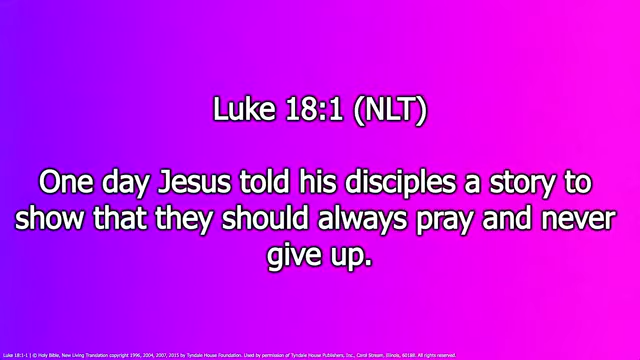 Luke 18:1 (NLT)
One day Jesus told his disciples a story to
show that they should always pray and never
give up.
Luke 18:1-1 | © Holy Bible, New Living Translation copyright 1996, 2004, 2007, 2015 by Tyndale House Foundation. Used by permission of Tyndale House Publishers, Inc., Carol Stream, Illinois, 60188. All rights reserved.